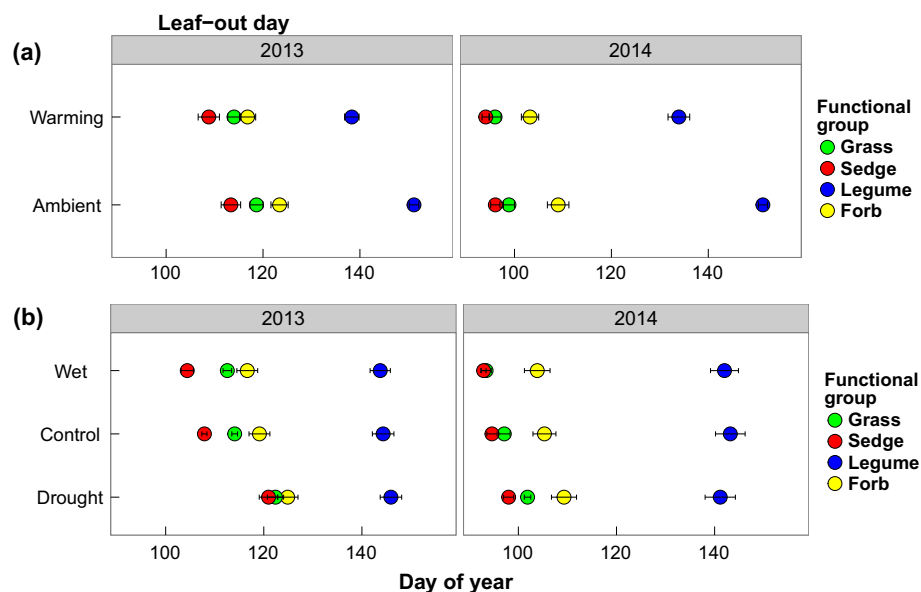 Leaf−out day
(a)
2013
2014
Warming
Ambient
100 120 140
100 120 140
Functional
group
Grass
Sedge
Legume
Forb
(b)
2013
2014
Wet
Control
Drought
100 120 140
100 120 140
Functional
group
Grass
Sedge
Legume
Forb
Day of year